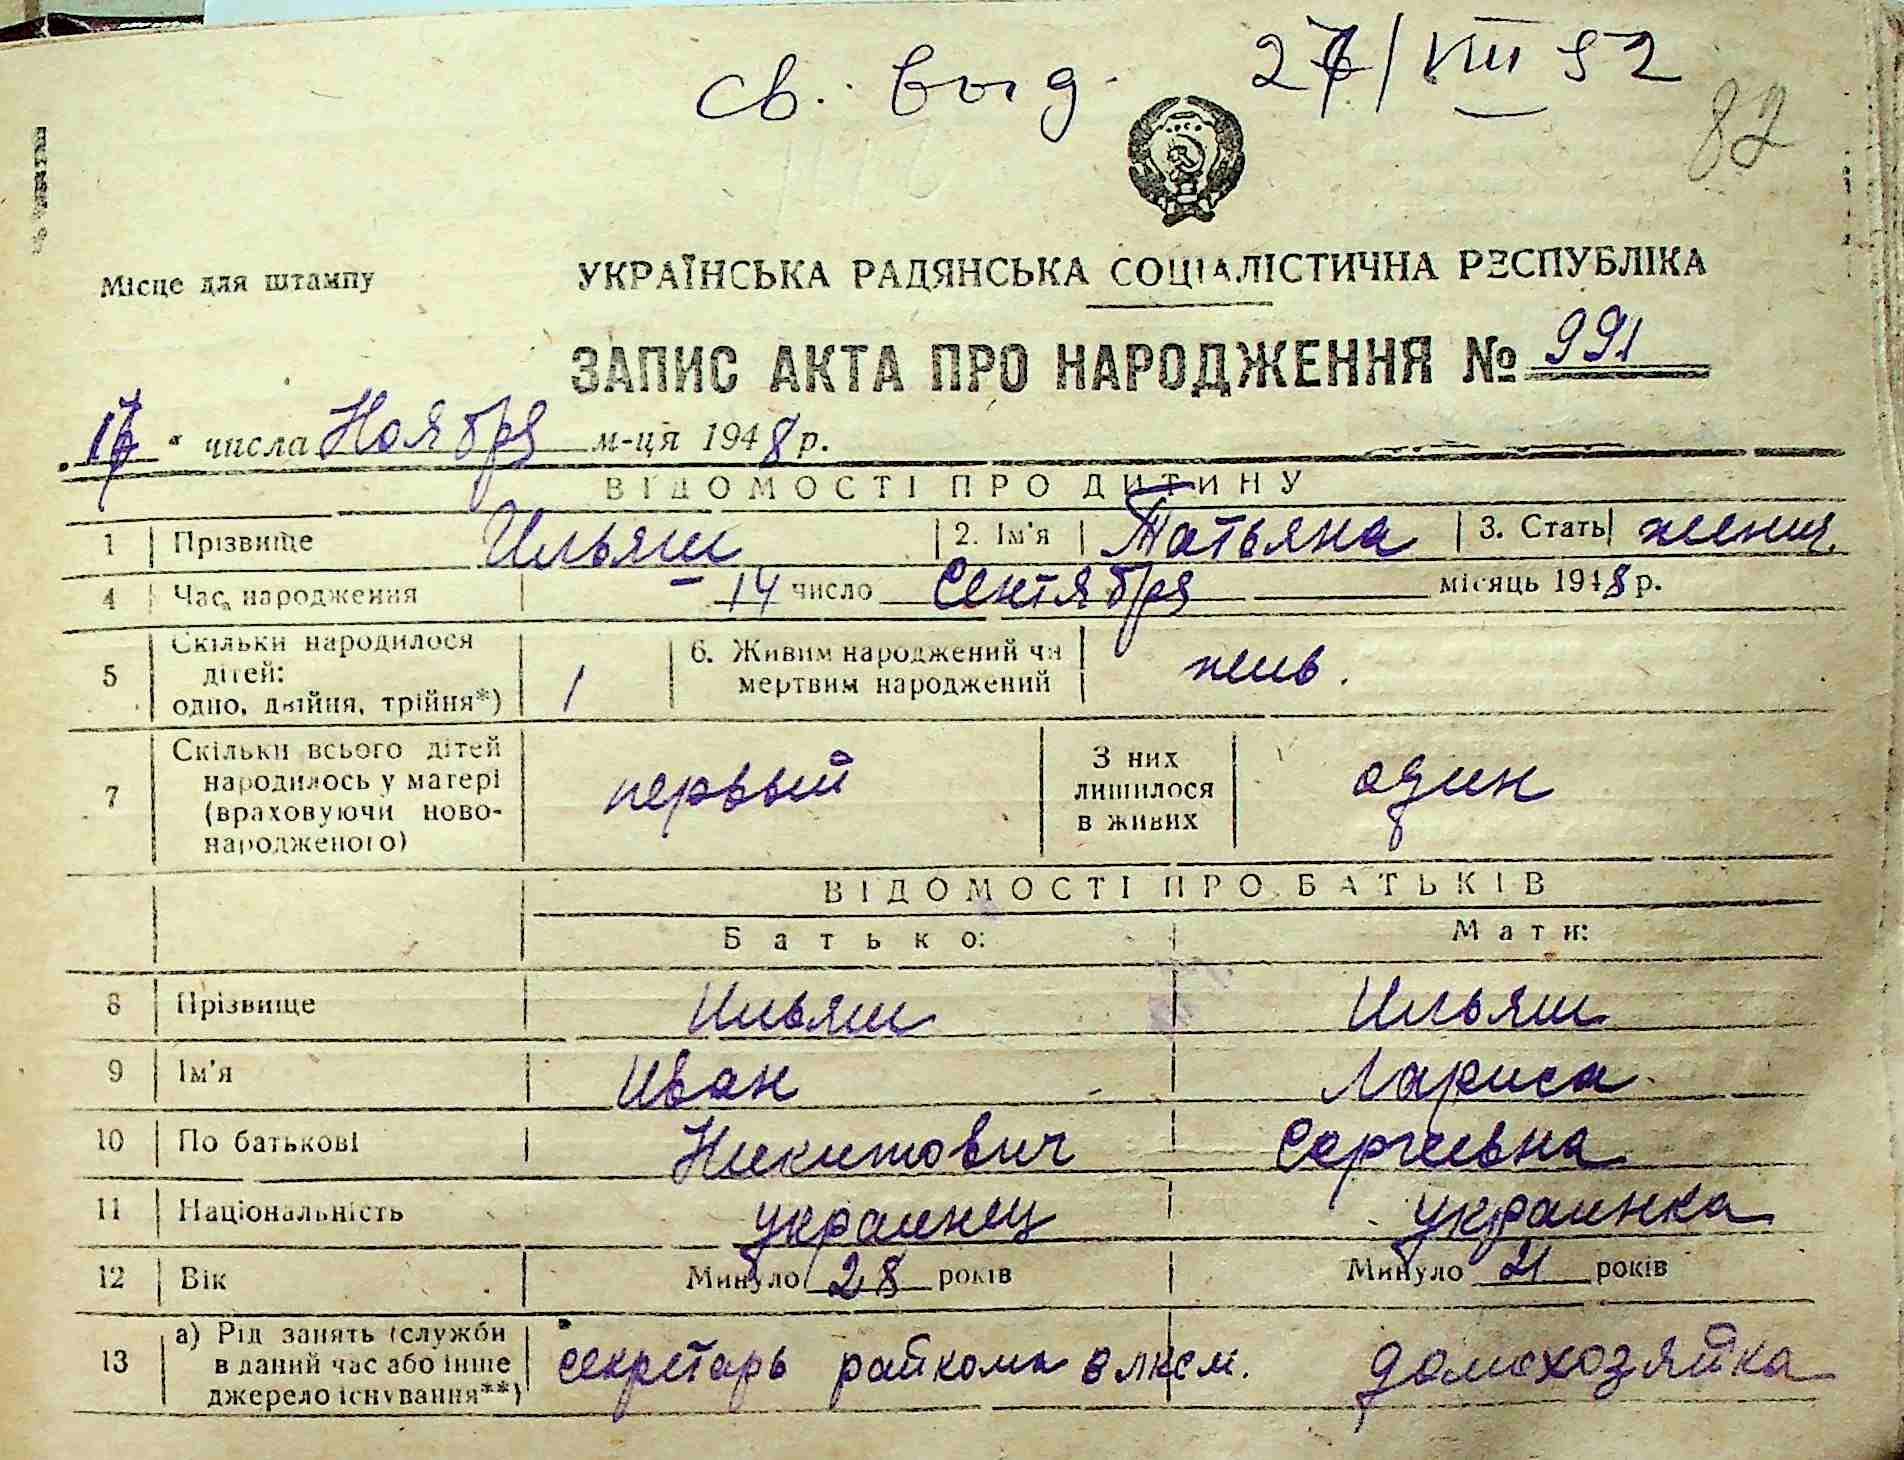 св. выд. 27/VIII 52
82
Місце для штампу
УКРАЇНСЬКА РАДЯНСЬКА СОЦІАЛІСТИЧНА РЕСПУБЛІКА
ЗАПИС АКТА ПРО НАРОДЖЕННЯ № 991
„17“ числа Ноября м-ця 1948 р.
ВІДОМОСТІ ПРО ДИТИНУ
1 Прізвище Ильяш 2. Ім'я Татьяна 3. Стать женск.
4 Час народження 14 число Сентября місяць 1948 р.
5 Скільки народилося дітей: одно, двійня, трійня*) 1 6. Живим народжений чи мертвим народжений жив.
7 Скільки всього дітей народилось у матері (враховуючи ново-народженого) первый З них лишилося в живих один
ВІДОМОСТІ ПРО БАТЬКІВ
Батько: Мати:
8 Прізвище Ильяш Ильяш
9 Ім'я Иван Лариса
10 По батькові Никитович Сергеевна
11 Національність украинец украинка
12 Вік Минуло 28 років Минуло 21 років
13 а) Рід занять (служби в даний час або інше джерело існування**) секретарь райкома влксм. домохозяйка